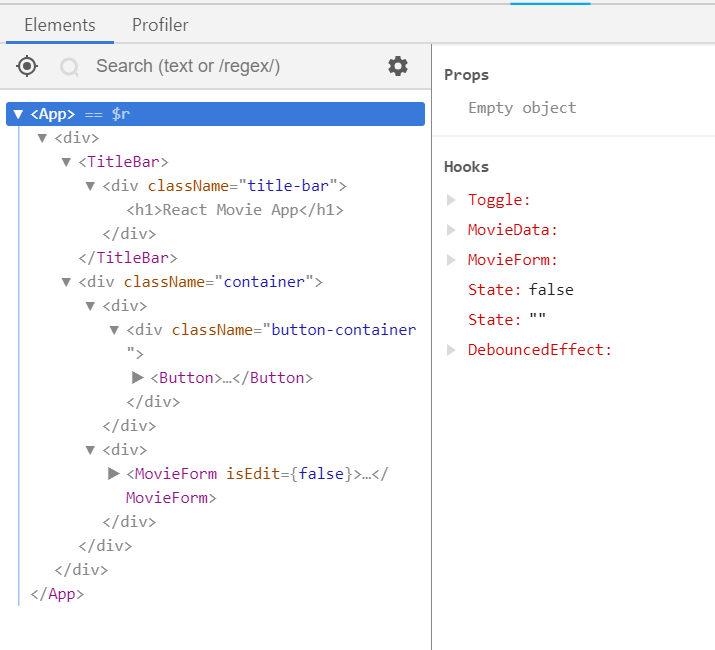 Elements Profiler
Search (text or /regex/)
▼ <App> == $r
▼ <div>
▼ <TitleBar>
▼ <div className="title-bar">
<h1>React Movie App</h1>
</div>
</TitleBar>
▼ <div className="container">
▼ <div>
▼ <div className="button-container
">
▶ <Button>…</Button>
</div>
</div>
▼ <div>
▶ <MovieForm isEdit={false}>…</
MovieForm>
</div>
</div>
</div>
</App>
Props
Empty object
Hooks
Toggle:
MovieData:
MovieForm:
State: false
State: ""
DebouncedEffect: